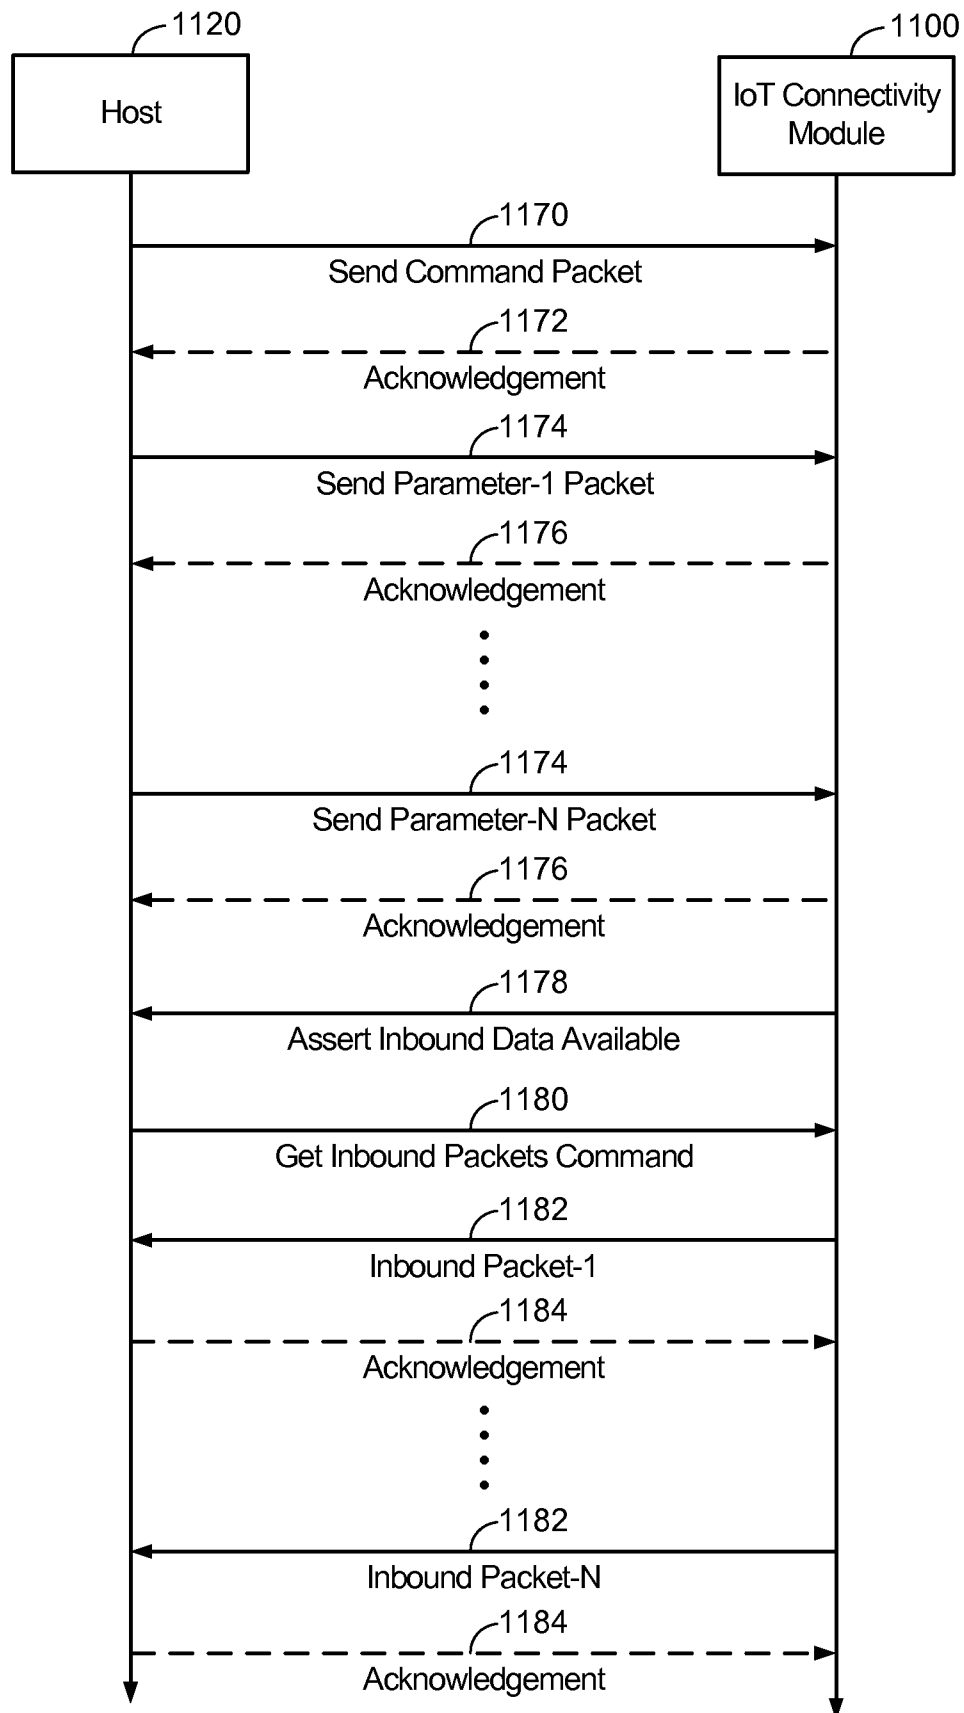 1120
1100
Host
IoT Connectivity
Module
1170
Send Command Packet
1172
Acknowledgement
1174
Send Parameter-1 Packet
1176
Acknowledgement
1174
Send Parameter-N Packet
1176
Acknowledgement
1178
Assert Inbound Data Available
1180
Get Inbound Packets Command
1182
Inbound Packet-1
1184
Acknowledgement
1182
Inbound Packet-N
1184
Acknowledgement